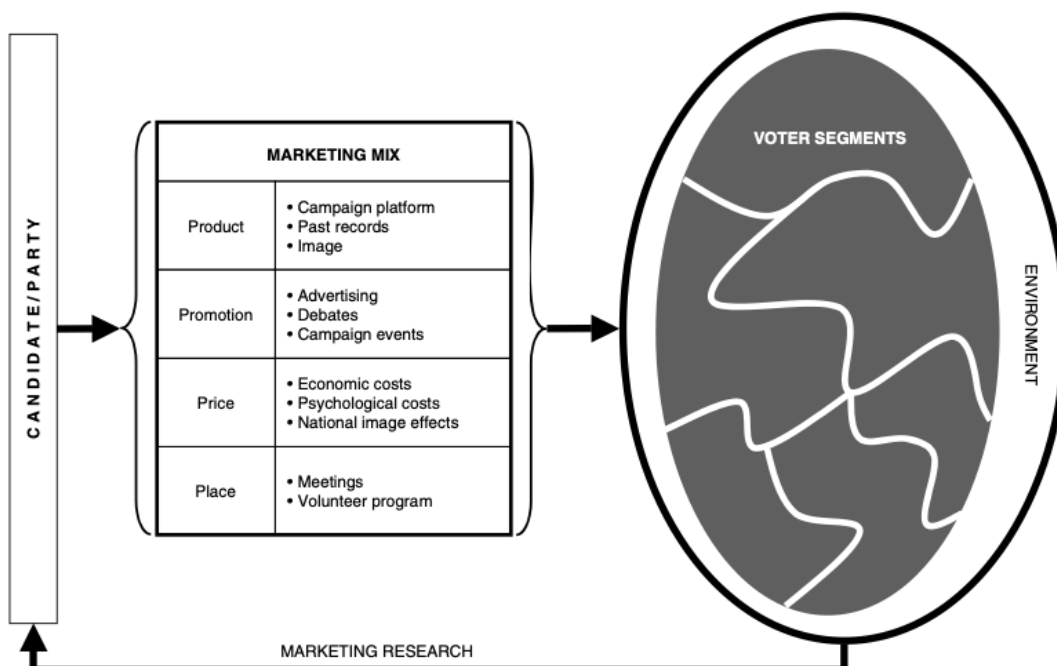 CANDIDATE/PARTY
MARKETING MIX
Product
• Campaign platform
• Past records
• Image
Promotion
• Advertising
• Debates
• Campaign events
Price
• Economic costs
• Psychological costs
• National image effects
Place
• Meetings
• Volunteer program
VOTER SEGMENTS
ENVIRONMENT
MARKETING RESEARCH